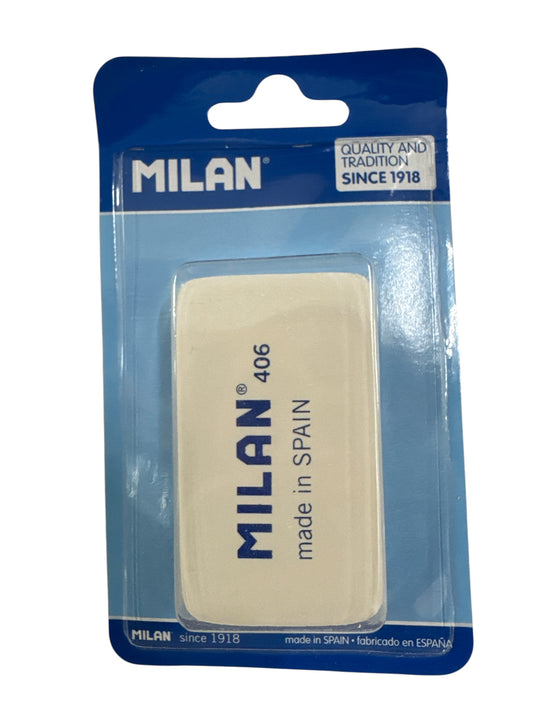 MILAN®
QUALITY AND
TRADITION
SINCE 1918
MILAN® 406
made in SPAIN
MILAN® since 1918
made in SPAIN • fabricado en ESPAÑA